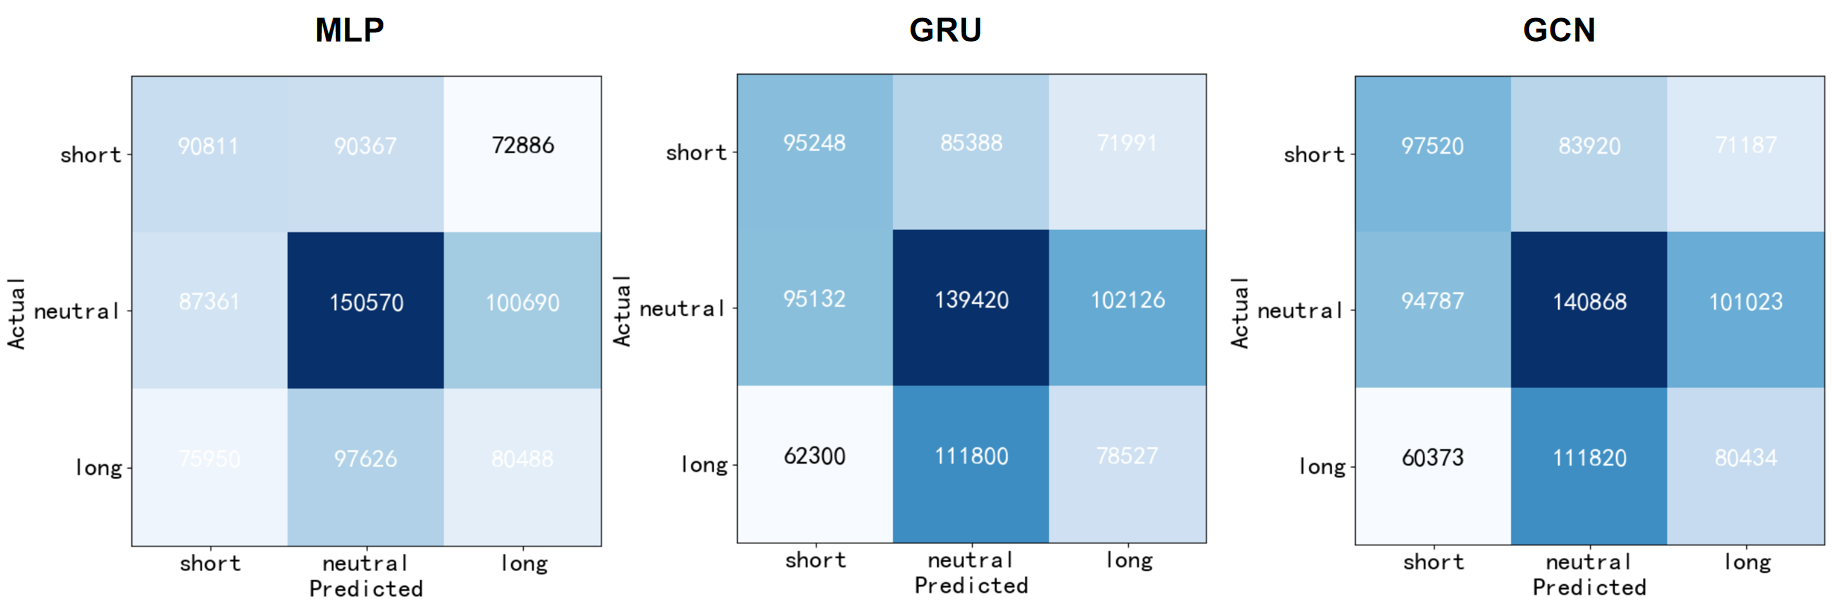 MLP
short 90811 90367 72886
neutral 87361 150570 100690
long 75950 97626 80488
short neutral long
Predicted
Actual
GRU
short 95248 85388 71991
neutral 95132 139420 102126
long 62300 111800 78527
short neutral long
Predicted
Actual
GCN
short 97520 83920 71187
neutral 94787 140868 101023
long 60373 111820 80434
short neutral long
Predicted
Actual